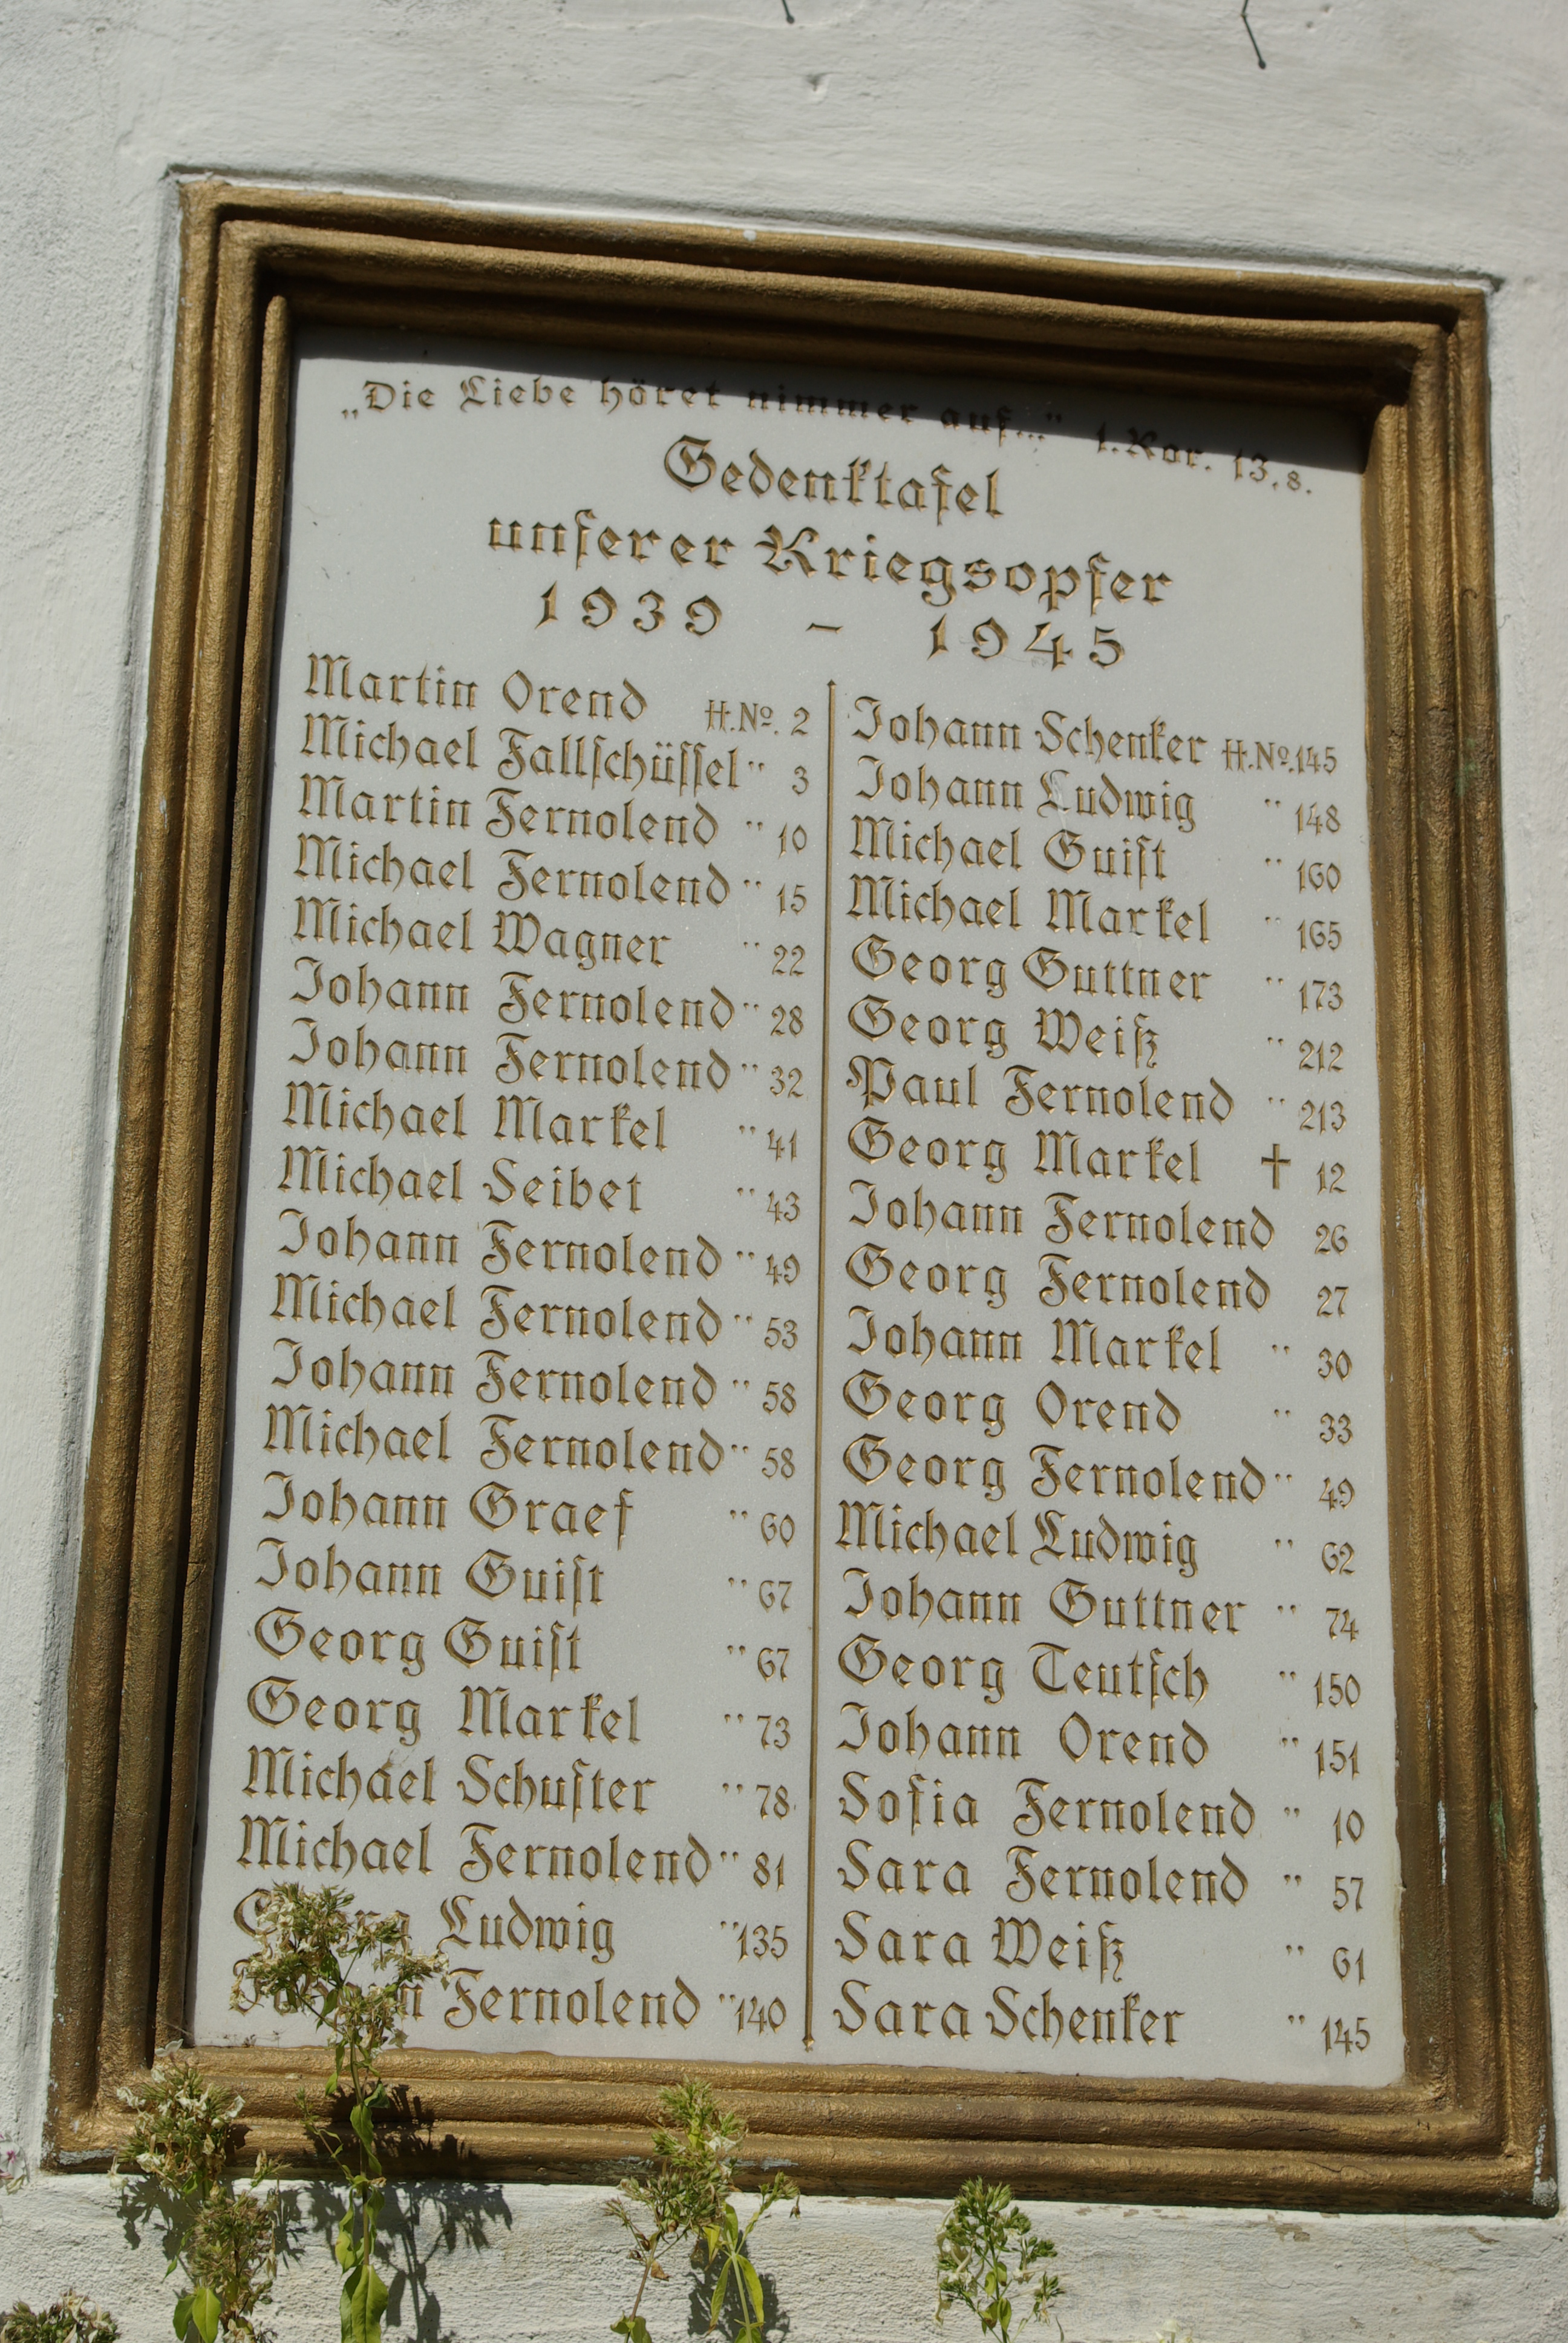 „Die Liebe höret nimmer auf..." 1.Kor. 13,8.
Gedenktafel
unſerer Kriegsopfer
1939 – 1945
Martin Orend H.No. 2
Michael Fallſchüſſel " 3
Martin Fernolend " 10
Michael Fernolend " 15
Michael Wagner " 22
Johann Fernolend " 28
Johann Fernolend " 32
Michael Markel " 41
Michael Seibet " 43
Johann Fernolend " 49
Michael Fernolend " 53
Johann Fernolend " 58
Michael Fernolend " 58
Johann Graef " 60
Johann Guiſt " 67
Georg Guiſt " 67
Georg Markel " 73
Michael Schuſter " 78
Michael Fernolend " 81
Georg Ludwig " 135
Johann Fernolend " 140
Johann Schenker H.No. 145
Johann Ludwig " 148
Michael Guiſt " 160
Michael Markel " 165
Georg Guttner " 173
Georg Weiß " 212
Paul Fernolend " 213
Georg Markel ✝ 12
Johann Fernolend 26
Georg Fernolend 27
Johann Markel " 30
Georg Orend " 33
Georg Fernolend " 49
Michael Ludwig " 62
Johann Guttner " 74
Georg Teutſch " 150
Johann Orend " 151
Sofia Fernolend " 10
Sara Fernolend " 57
Sara Weiß " 61
Sara Schenker " 145